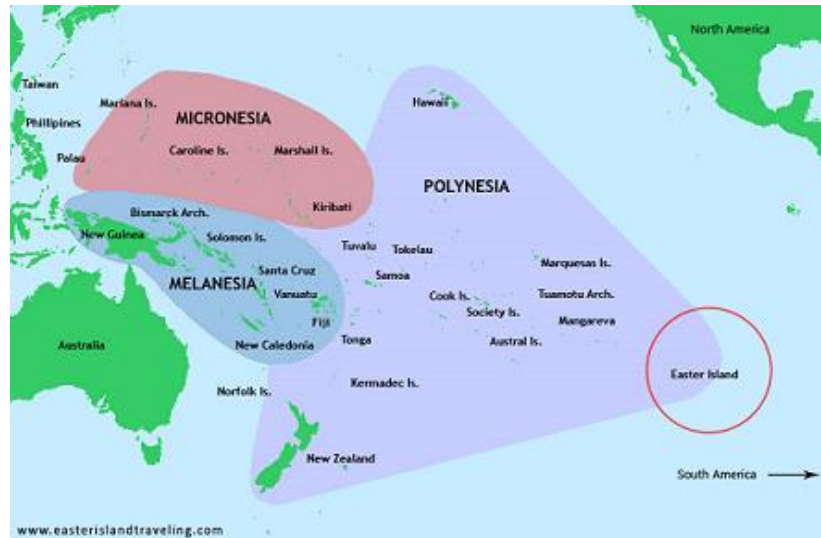 North America
Taiwan
Mariana Is.
Hawaii
Phillipines
MICRONESIA
Palau
Caroline Is.
Marshall Is.
POLYNESIA
Bismarck Arch.
Kiribati
New Guinea
Solomon Is.
Tuvalu
Tokelau
Santa Cruz
Samoa
Marquesas Is.
MELANESIA
Vanuatu
Cook Is.
Tuamotu Arch.
Society Is.
Fiji
Mangareva
Australia
New Caledonia
Tonga
Austral Is.
Easter Island
Norfolk Is.
Kermadec Is.
New Zealand
South America
www.easterislandtraveling.com